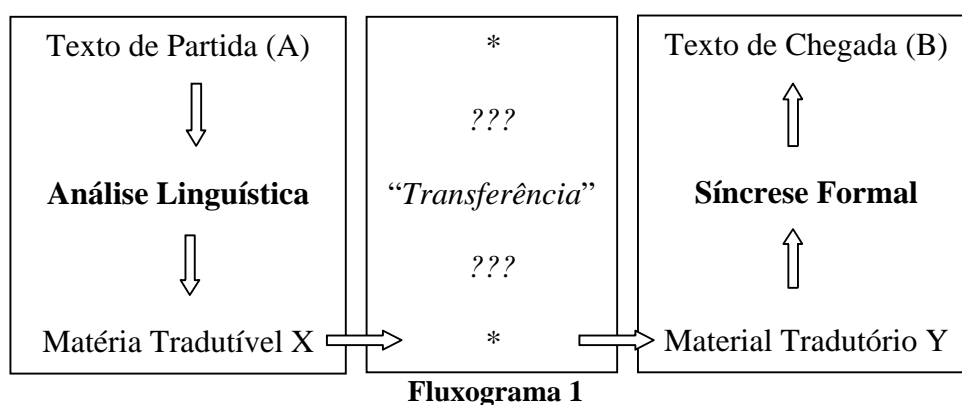 Texto de Partida (A)
Análise Linguística
Matéria Tradutível X
*
???
“Transferência”
???
*
Texto de Chegada (B)
Síncrese Formal
Material Tradutório Y
Fluxograma 1